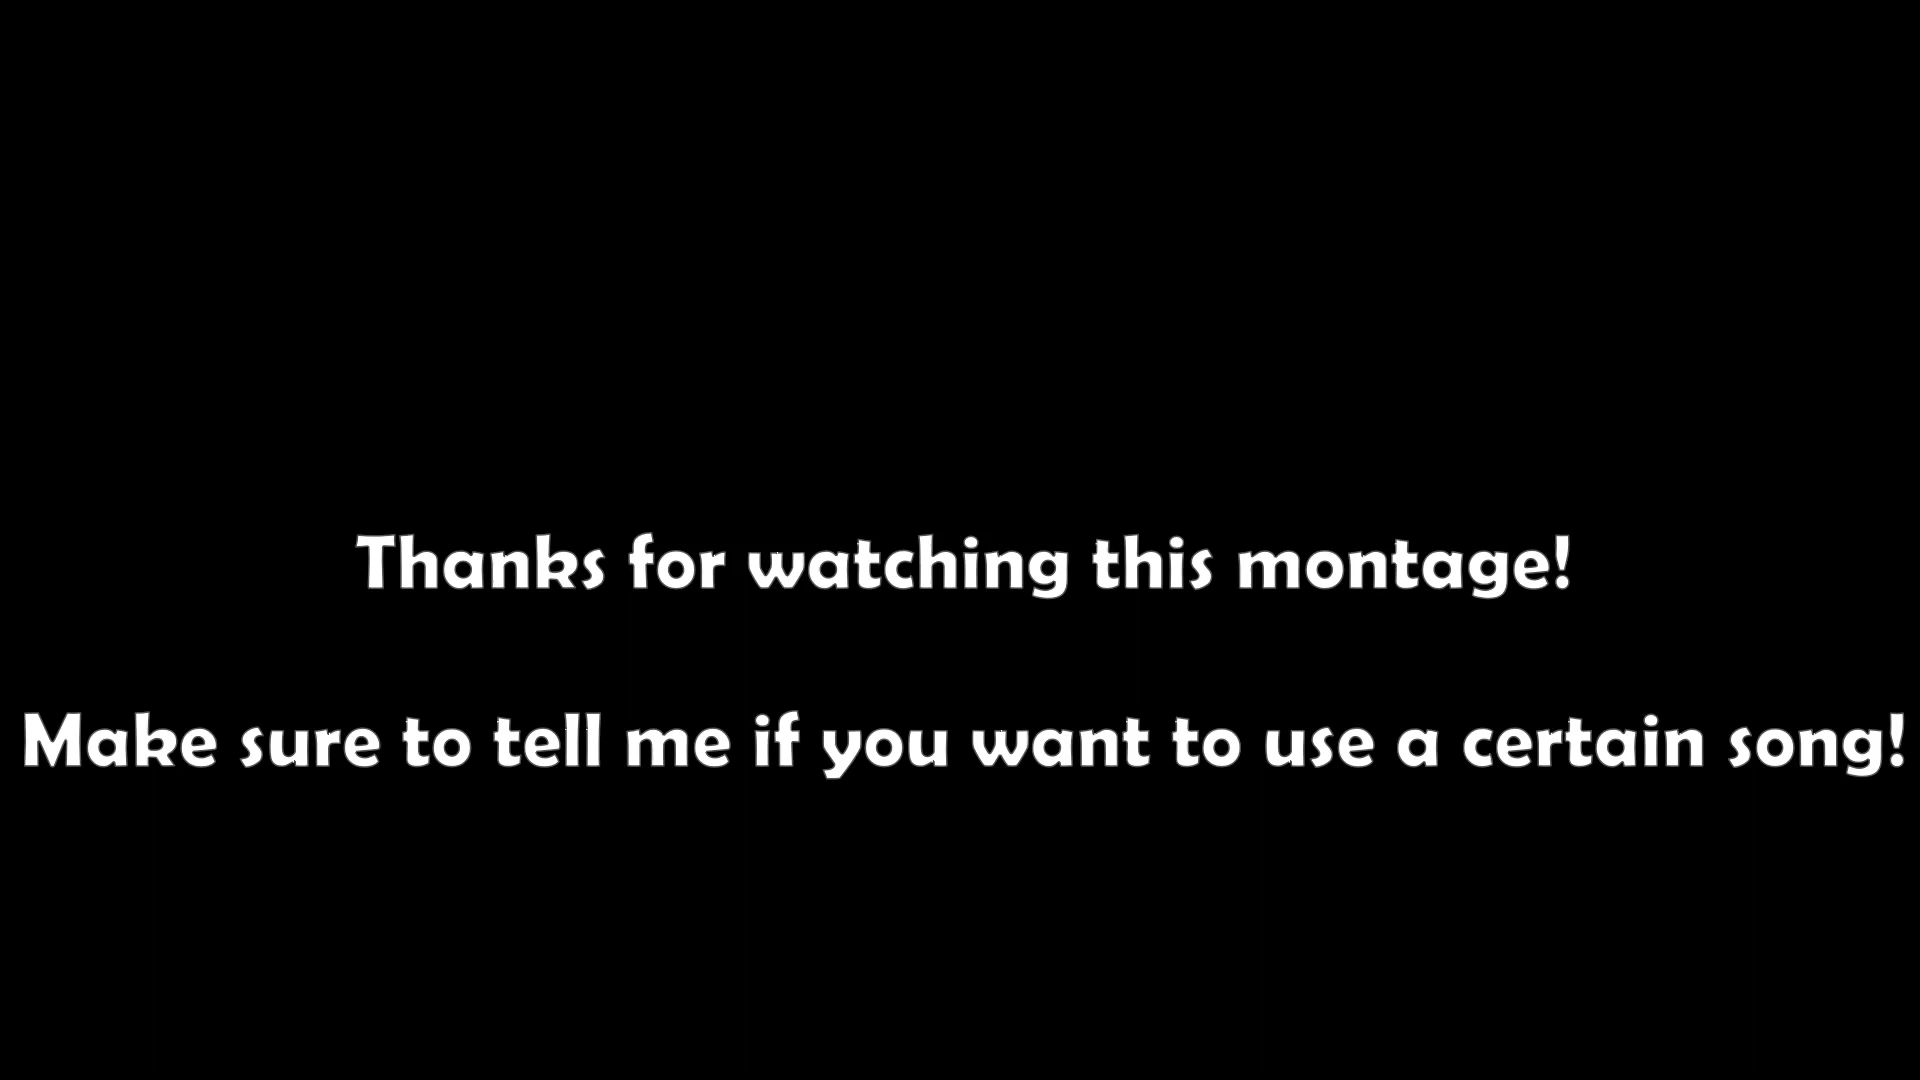 Thanks for watching this montage!
Make sure to tell me if you want to use a certain song!